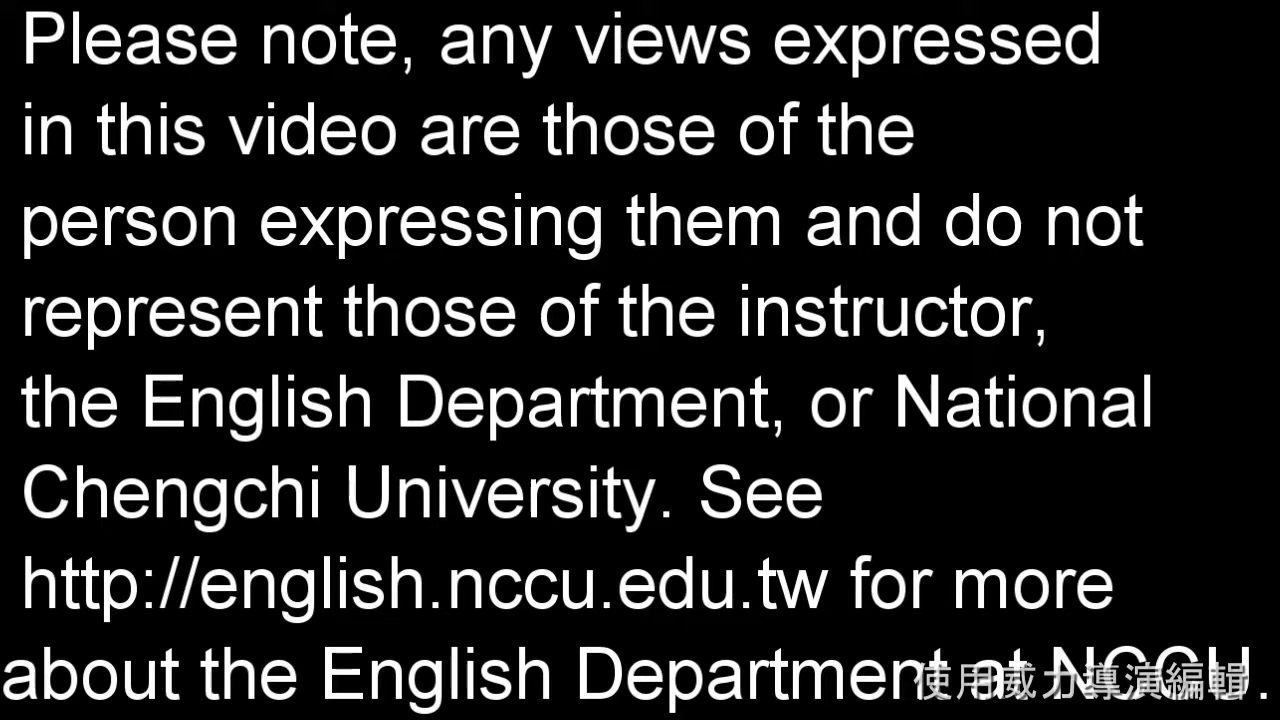 Please note, any views expressed
in this video are those of the
person expressing them and do not
represent those of the instructor,
the English Department, or National
Chengchi University. See
http://english.nccu.edu.tw for more
about the English Department at NCCU.
使用威力導演編輯